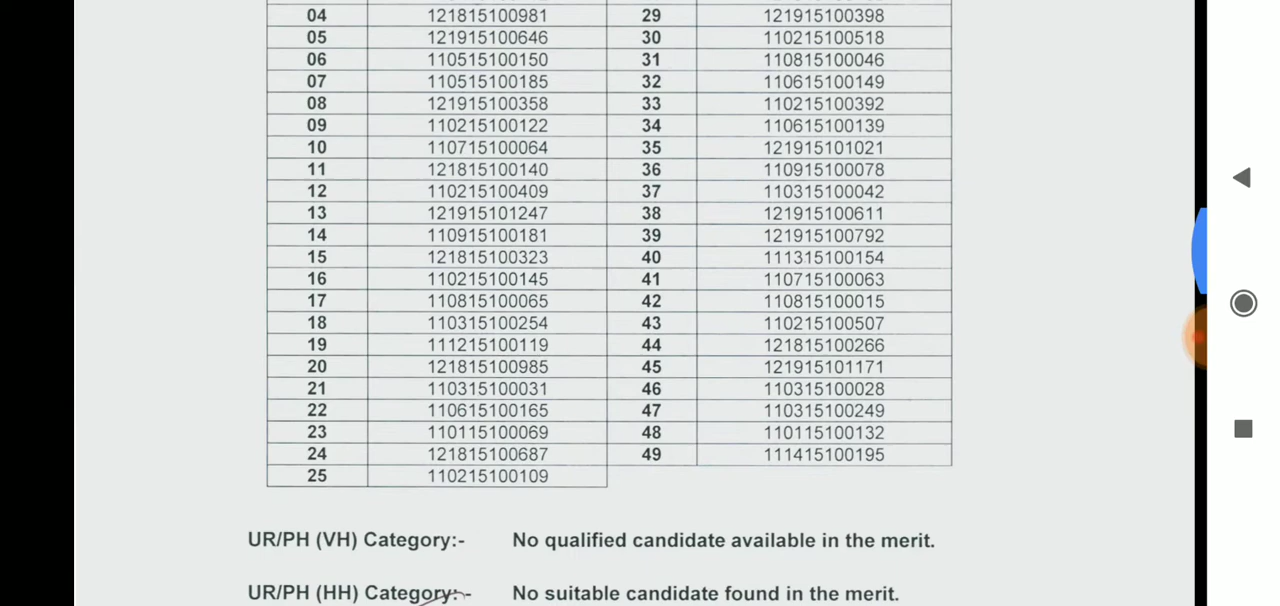 04 121815100981 29 121915100398
05 121915100646 30 110215100518
06 110515100150 31 110815100046
07 110515100185 32 110615100149
08 121915100358 33 110215100392
09 110215100122 34 110615100139
10 110715100064 35 121915101021
11 121815100140 36 110915100078
12 110215100409 37 110315100042
13 121915101247 38 121915100611
14 110915100181 39 121915100792
15 121815100323 40 111315100154
16 110215100145 41 110715100063
17 110815100065 42 110815100015
18 110315100254 43 110215100507
19 111215100119 44 121815100266
20 121815100985 45 121915101171
21 110315100031 46 110315100028
22 110615100165 47 110315100249
23 110115100069 48 110115100132
24 121815100687 49 111415100195
25 110215100109
UR/PH (VH) Category:- No qualified candidate available in the merit.
UR/PH (HH) Category:- No suitable candidate found in the merit.